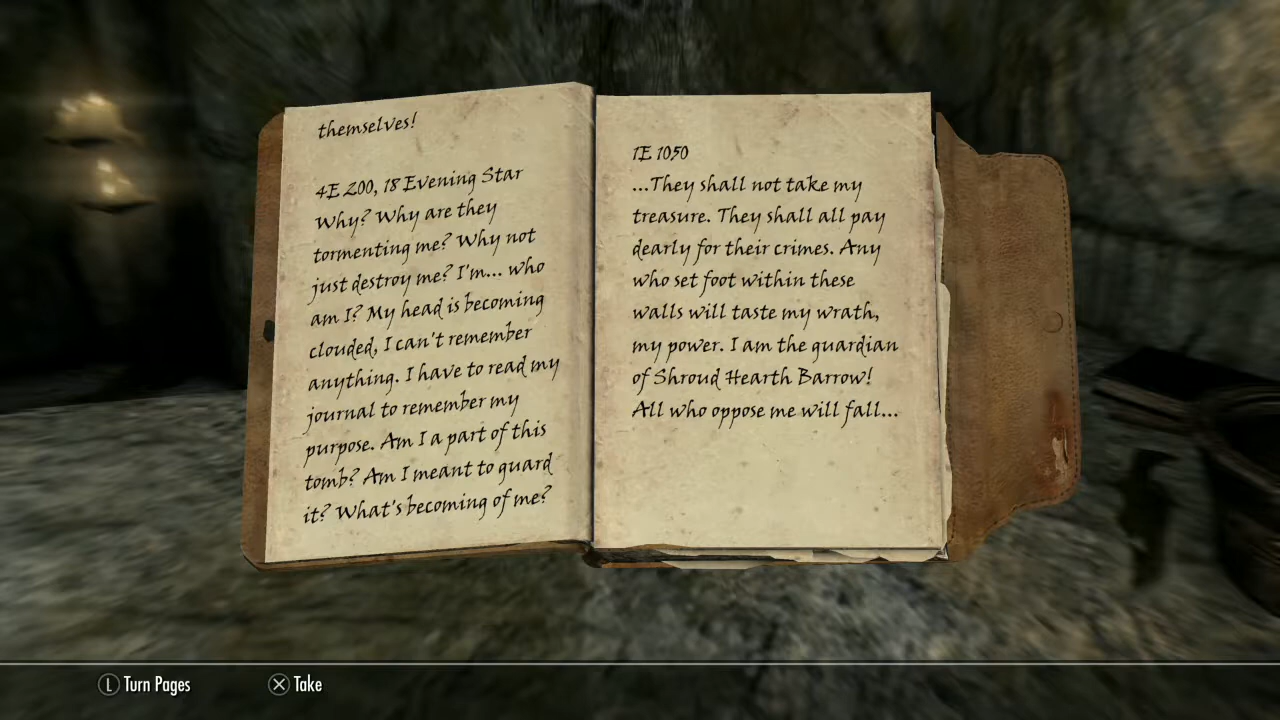 themselves!
4E 200, 18 Evening Star
Why? Why are they
tormenting me? Why not
just destroy me? I'm... who
am I? My head is becoming
clouded, I can't remember
anything. I have to read my
journal to remember my
purpose. Am I a part of this
tomb? Am I meant to guard
it? What's becoming of me?
1E 1050
...They shall not take my
treasure. They shall all pay
dearly for their crimes. Any
who set foot within these
walls will taste my wrath,
my power. I am the guardian
of Shroud Hearth Barrow!
All who oppose me will fall...
L Turn Pages
X Take